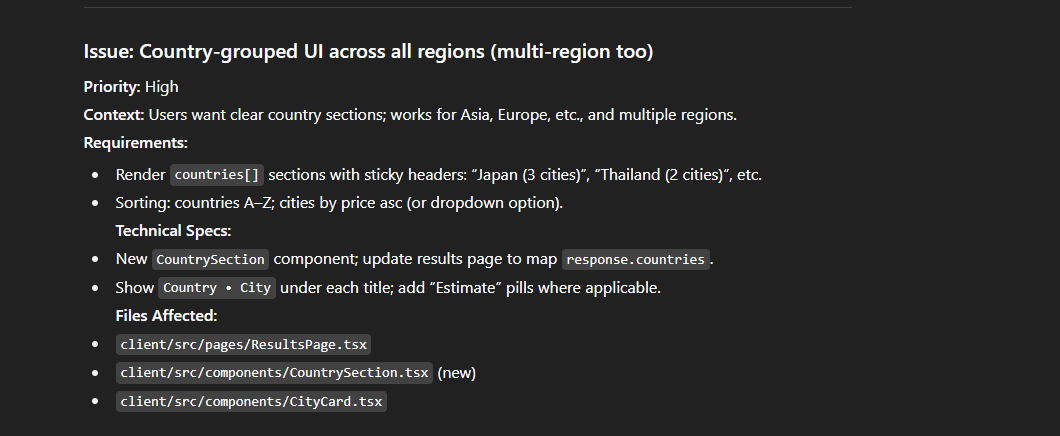 Issue: Country-grouped UI across all regions (multi-region too)
Priority: High
Context: Users want clear country sections; works for Asia, Europe, etc., and multiple regions.
Requirements:
• Render countries[] sections with sticky headers: “Japan (3 cities)”, “Thailand (2 cities)”, etc.
• Sorting: countries A–Z; cities by price asc (or dropdown option).
Technical Specs:
• New CountrySection component; update results page to map response.countries.
• Show Country • City under each title; add “Estimate” pills where applicable.
Files Affected:
• client/src/pages/ResultsPage.tsx
• client/src/components/CountrySection.tsx (new)
• client/src/components/CityCard.tsx